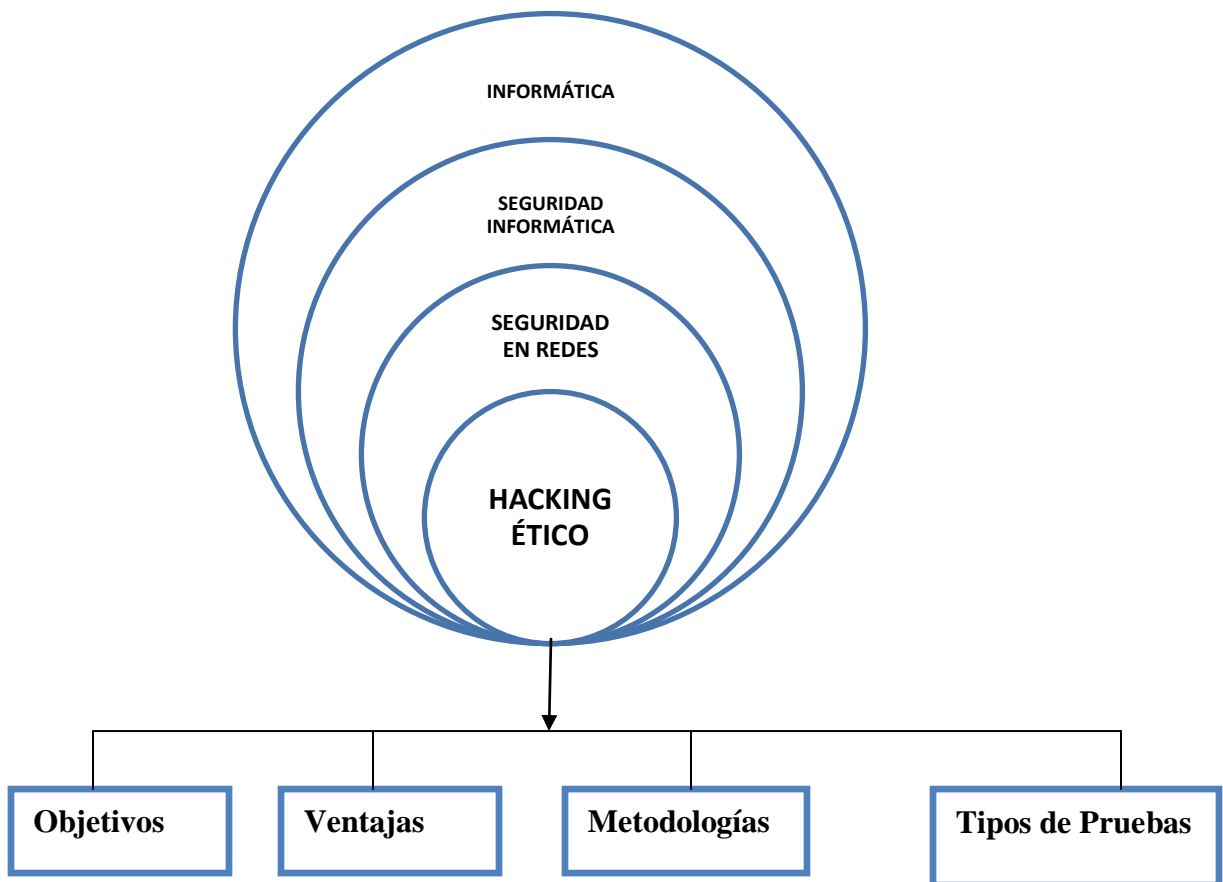 INFORMÁTICA
SEGURIDAD
INFORMÁTICA
SEGURIDAD
EN REDES
HACKING
ÉTICO
Objetivos
Ventajas
Metodologías
Tipos de Pruebas